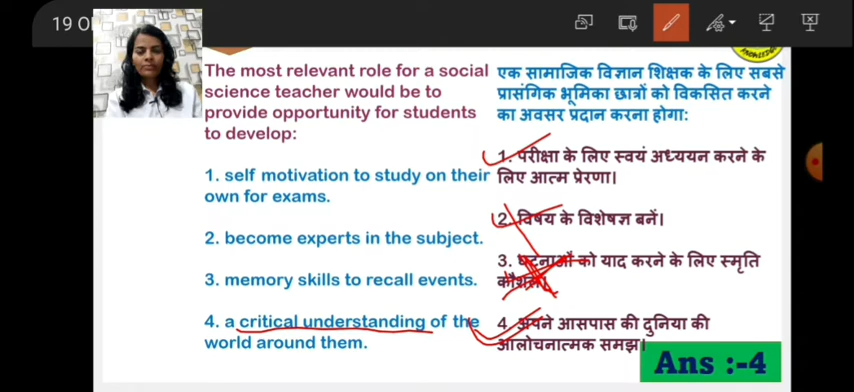 19 OF
The most relevant role for a social
science teacher would be to
provide opportunity for students
to develop:
1. self motivation to study on their
own for exams.
2. become experts in the subject.
3. memory skills to recall events.
4. a critical understanding of the
world around them.
एक सामाजिक विज्ञान शिक्षक के लिए सबसे
प्रासंगिक भूमिका छात्रों को विकसित करने
का अवसर प्रदान करना होगा:
1. परीक्षा के लिए स्वयं अध्ययन करने के
लिए आत्म प्रेरणा।
2. विषय के विशेषज्ञ बनें।
3. घटनाओं को याद करने के लिए स्मृति
कौशल।
4. अपने आसपास की दुनिया की
आलोचनात्मक समझ।
Ans :-4